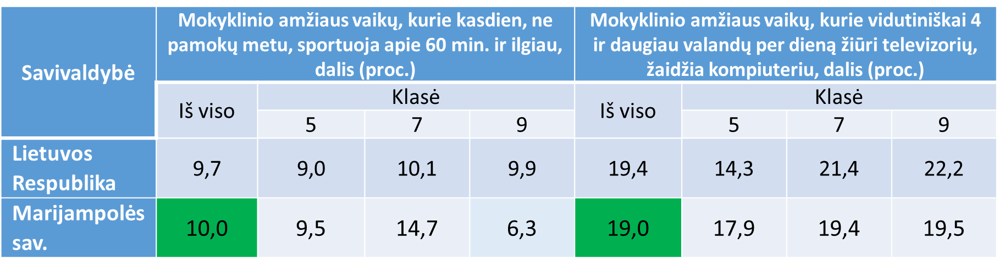 Savivaldybė
Mokyklinio amžiaus vaikų, kurie kasdien, ne
pamokų metu, sportuoja apie 60 min. ir ilgiau,
dalis (proc.)
Mokyklinio amžiaus vaikų, kurie vidutiniškai 4
ir daugiau valandų per dieną žiūri televizorių,
žaidžia kompiuteriu, dalis (proc.)
Iš viso
Klasė
Iš viso
Klasė
5 7 9 5 7 9
Lietuvos
Respublika
9,7 9,0 10,1 9,9 19,4 14,3 21,4 22,2
Marijampolės
sav.
10,0 9,5 14,7 6,3 19,0 17,9 19,4 19,5